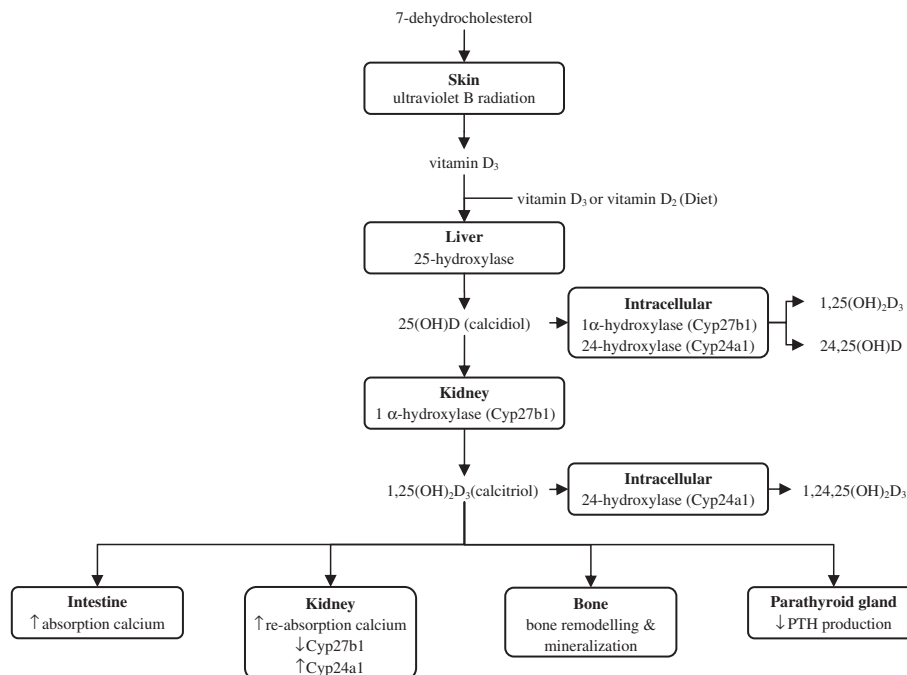 7-dehydrocholesterol
Skin
ultraviolet B radiation
vitamin D₃
vitamin D₃ or vitamin D₂ (Diet)
Liver
25-hydroxylase
25(OH)D (calcidiol)
Intracellular
1α-hydroxylase (Cyp27b1)
24-hydroxylase (Cyp24a1)
1,25(OH)₂D₃
24,25(OH)D
Kidney
1 α-hydroxylase (Cyp27b1)
1,25(OH)₂D₃(calcitriol)
Intracellular
24-hydroxylase (Cyp24a1)
1,24,25(OH)₂D₃
Intestine
↑absorption calcium
Kidney
↑re-absorption calcium
↓Cyp27b1
↑Cyp24a1
Bone
bone remodelling &
mineralization
Parathyroid gland
↓PTH production